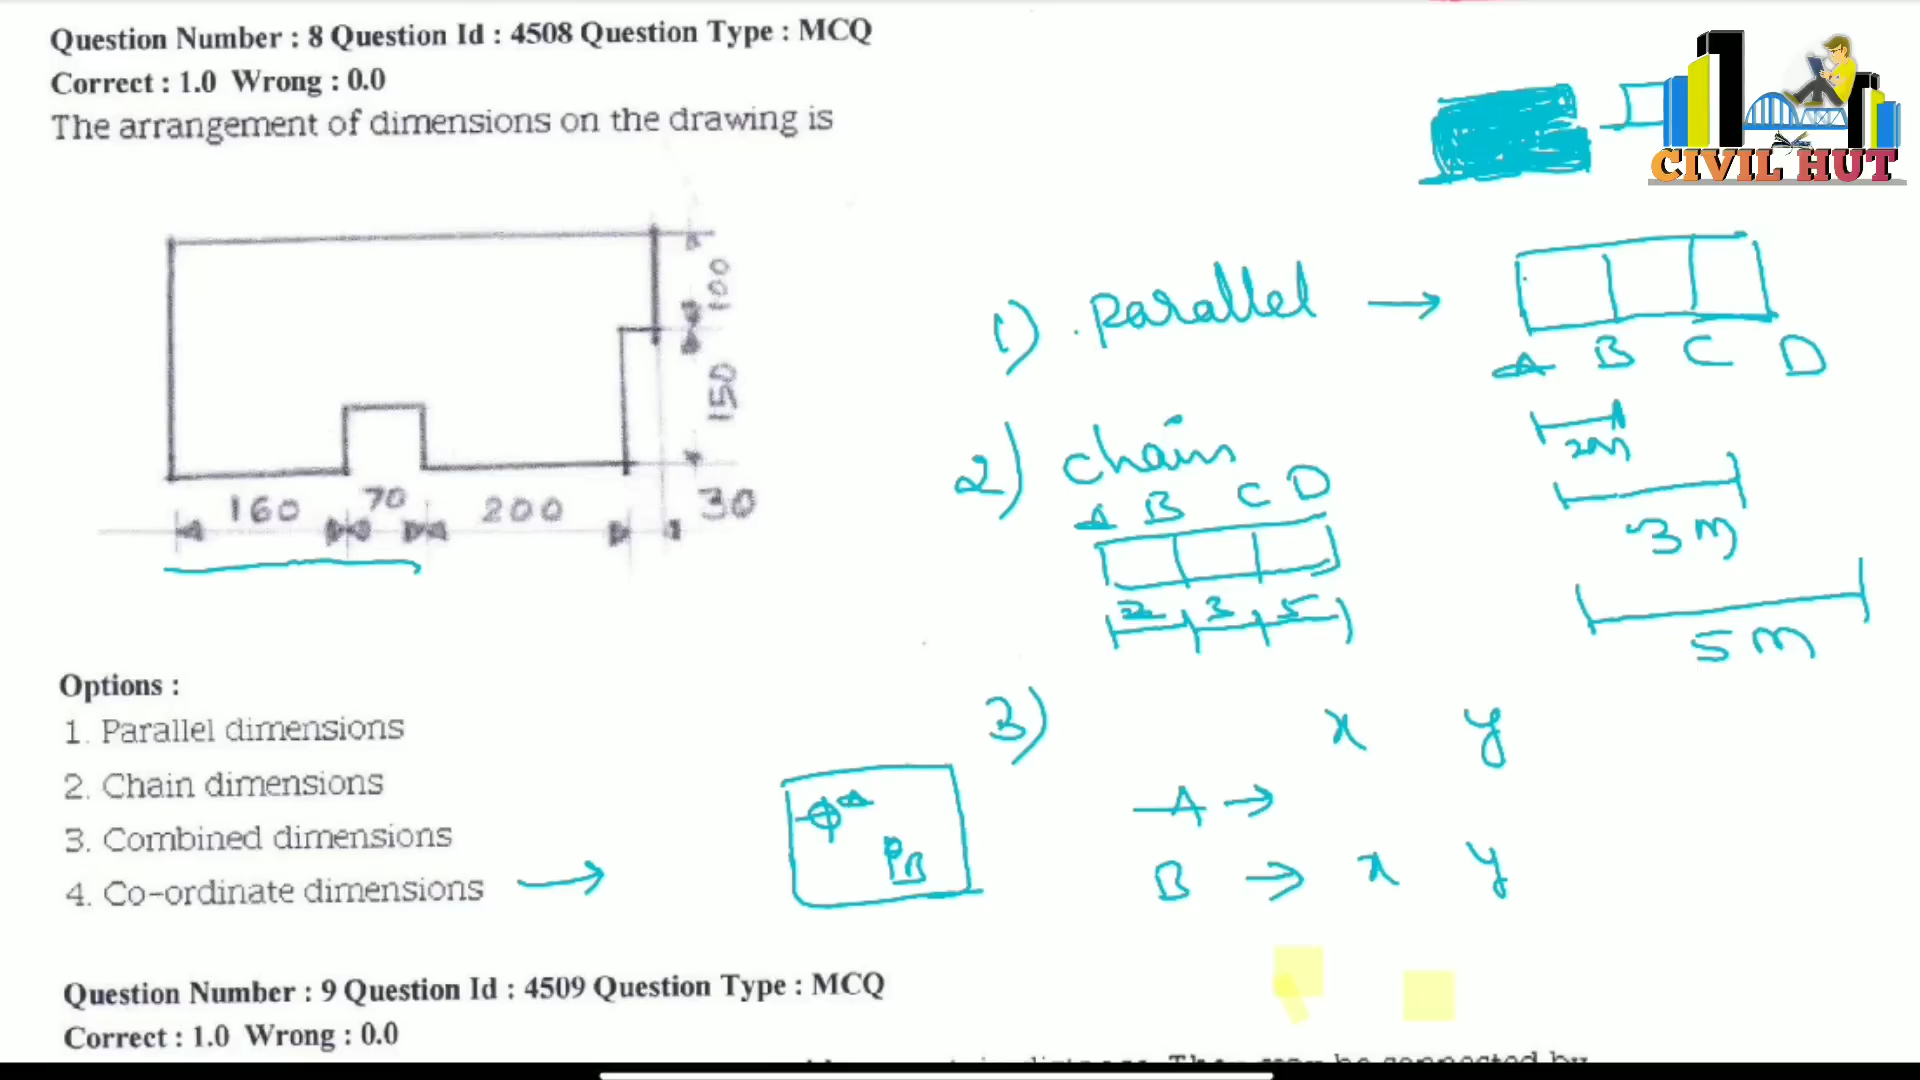 Question Number : 8 Question Id : 4508 Question Type : MCQ
Correct : 1.0 Wrong : 0.0
The arrangement of dimensions on the drawing is
CIVIL HUT
100
150
160
70
200
30
1) Parallel →
A B C D
2m
3m
5m
2) chain
A B C D
2 3 5
3)
x y
A →
B → x y
A
B
Options :
1. Parallel dimensions
2. Chain dimensions
3. Combined dimensions
4. Co-ordinate dimensions
Question Number : 9 Question Id : 4509 Question Type : MCQ
Correct : 1.0 Wrong : 0.0